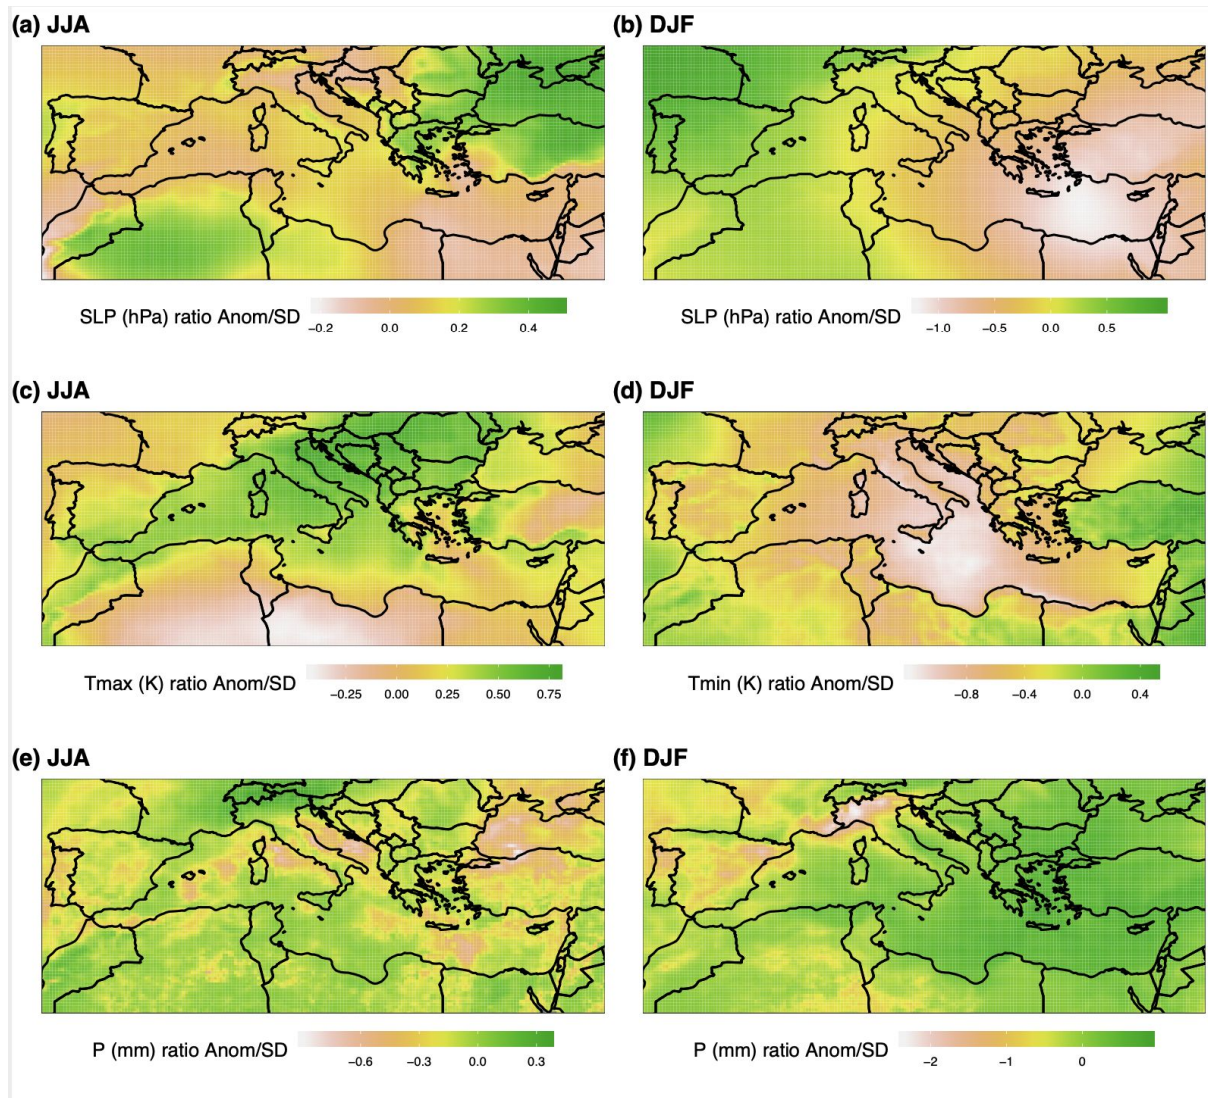 (a) JJA
(b) DJF
SLP (hPa) ratio Anom/SD
−0.2 0.0 0.2 0.4
SLP (hPa) ratio Anom/SD
−1.0 −0.5 0.0 0.5
(c) JJA
(d) DJF
Tmax (K) ratio Anom/SD
−0.25 0.00 0.25 0.50 0.75
Tmin (K) ratio Anom/SD
−0.8 −0.4 0.0 0.4
(e) JJA
(f) DJF
P (mm) ratio Anom/SD
−0.6 −0.3 0.0 0.3
P (mm) ratio Anom/SD
−2 −1 0